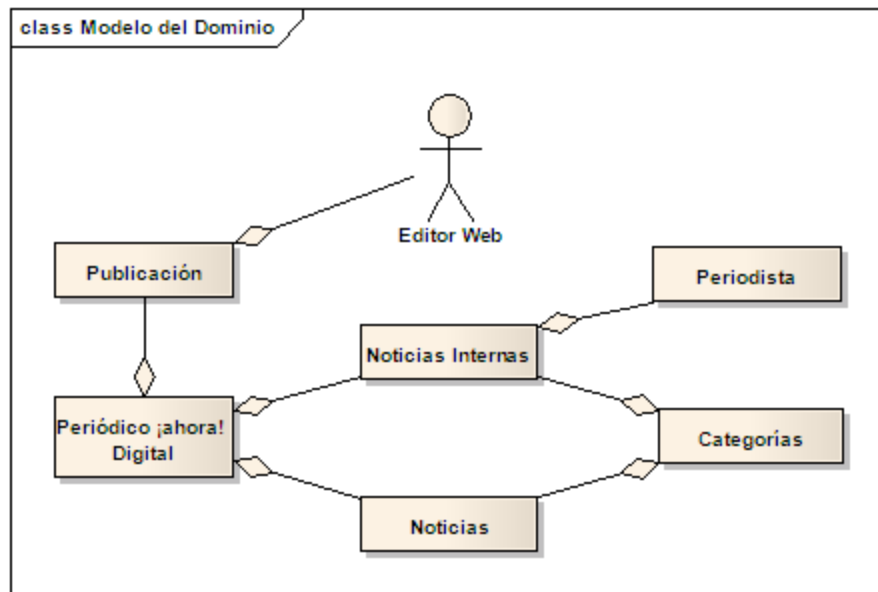 class Modelo del Dominio
Editor Web
Publicación
Periodista
Noticias Internas
Periódico ¡ahora!
Digital
Categorías
Noticias